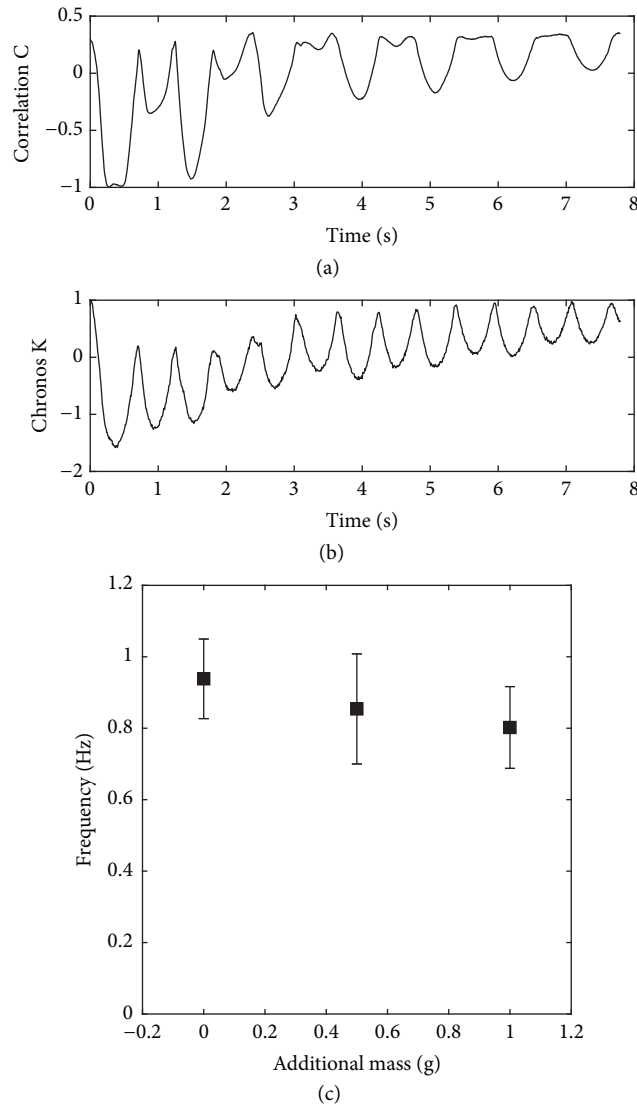 Correlation C
0.5
0
−0.5
−1
0 1 2 3 4 5 6 7 8
Time (s)
(a)
Chronos K
1
0
−1
−2
0 1 2 3 4 5 6 7 8
Time (s)
(b)
Frequency (Hz)
1.2
1
0.8
0.6
0.4
0.2
0
−0.2 0 0.2 0.4 0.6 0.8 1 1.2
Additional mass (g)
(c)